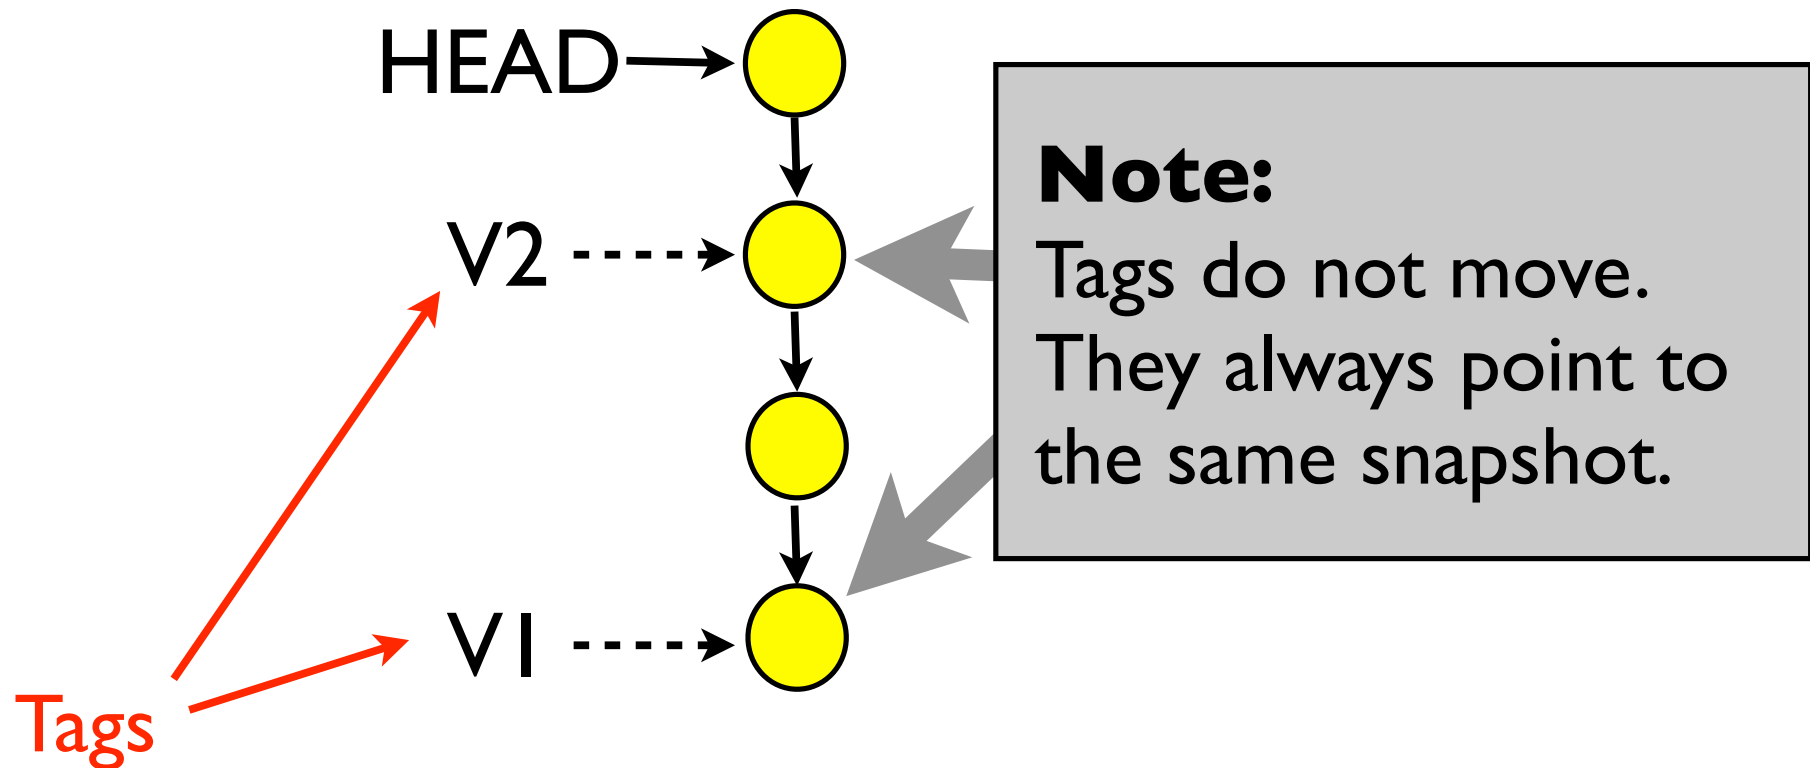 HEAD
Note:
V2
Tags do not move.
They always point to
the same snapshot.
V1
Tags